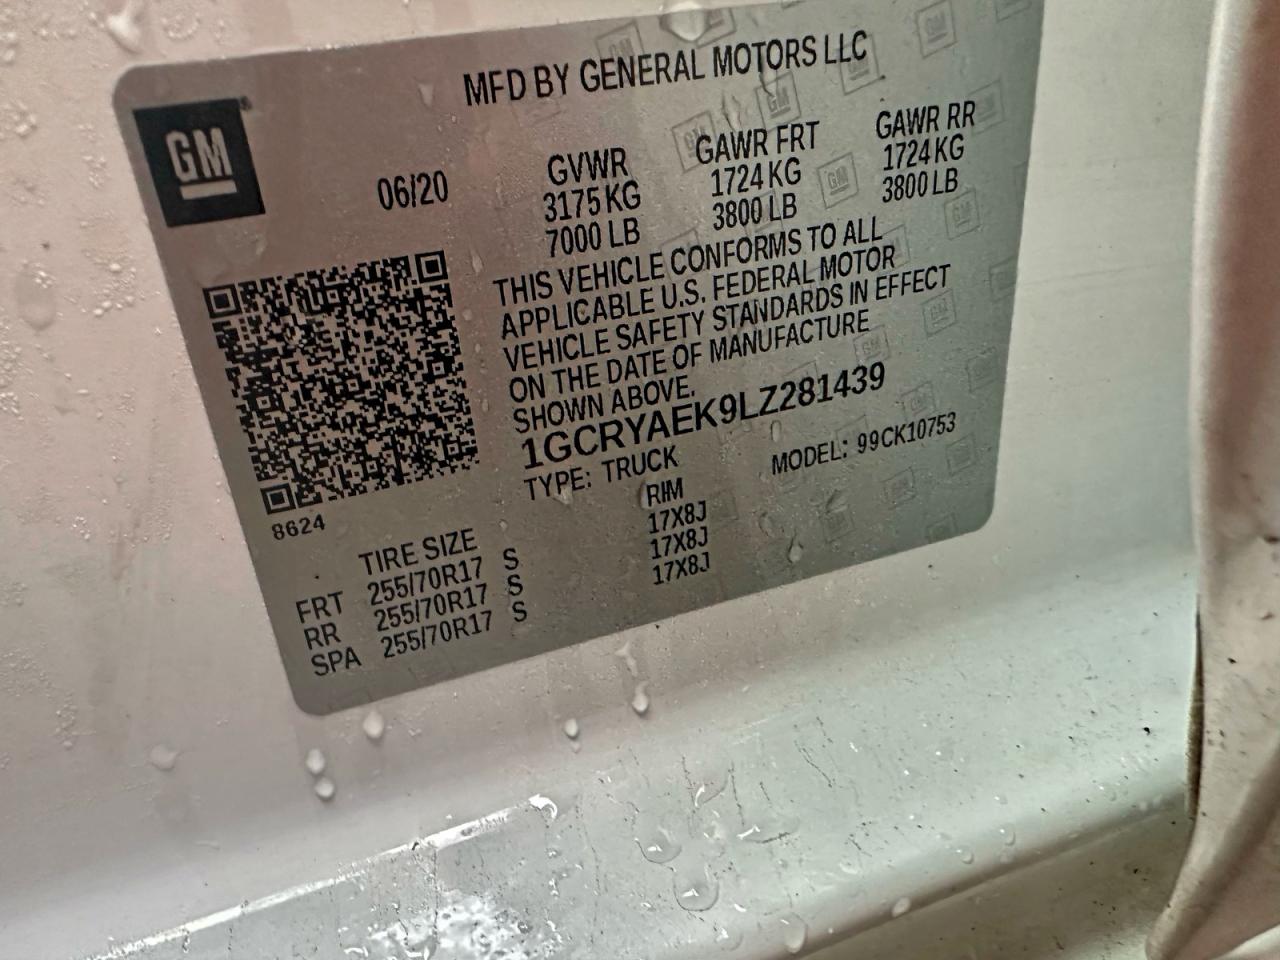 MFD BY GENERAL MOTORS LLC
GM
06/20
GVWR GAWR FRT GAWR RR
3175 KG 1724 KG 1724 KG
7000 LB 3800 LB 3800 LB
THIS VEHICLE CONFORMS TO ALL
APPLICABLE U.S. FEDERAL MOTOR
VEHICLE SAFETY STANDARDS IN EFFECT
ON THE DATE OF MANUFACTURE
SHOWN ABOVE.
1GCRYAEK9LZ281439
TYPE: TRUCK MODEL: 99CK10753
8624
TIRE SIZE RIM
FRT 255/70R17 S 17X8J
RR 255/70R17 S 17X8J
SPA 255/70R17 S 17X8J